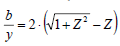 b/y = 2·(√(1+Z²) − Z)